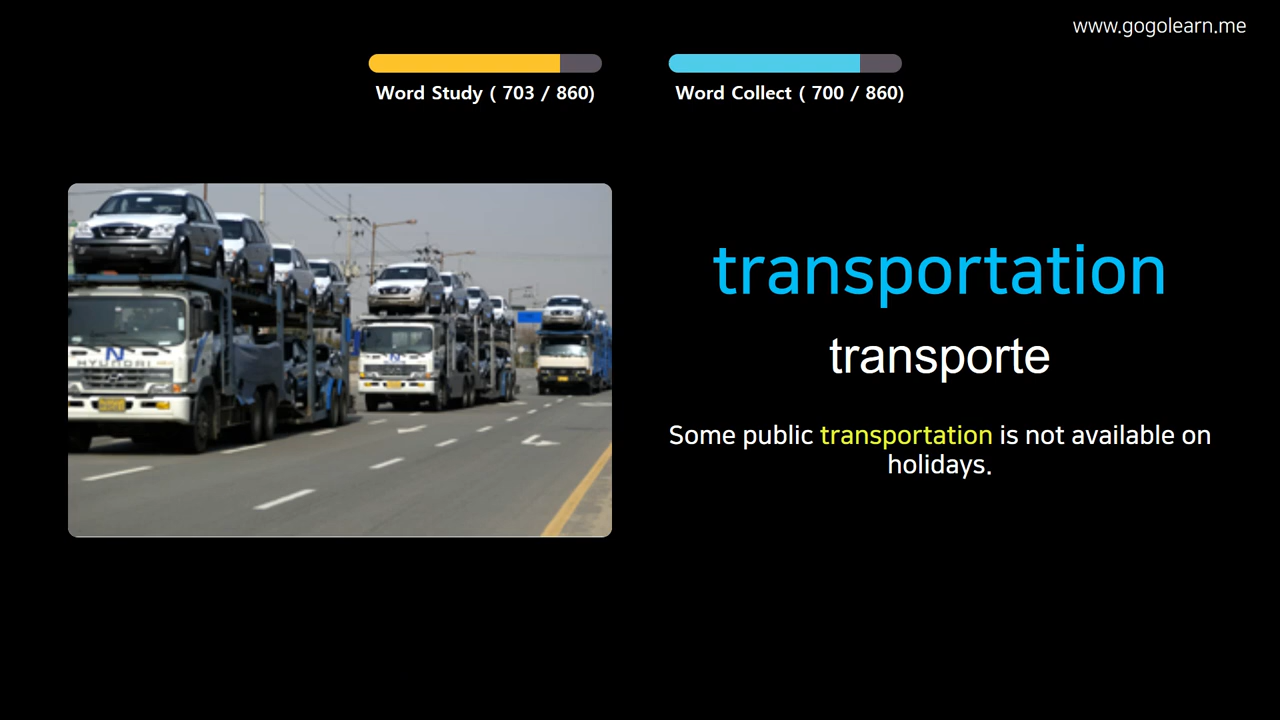 www.gogolearn.me
Word Study ( 703 / 860)
Word Collect ( 700 / 860)
transportation
transporte
Some public transportation is not available on
holidays.
HYUNDAI